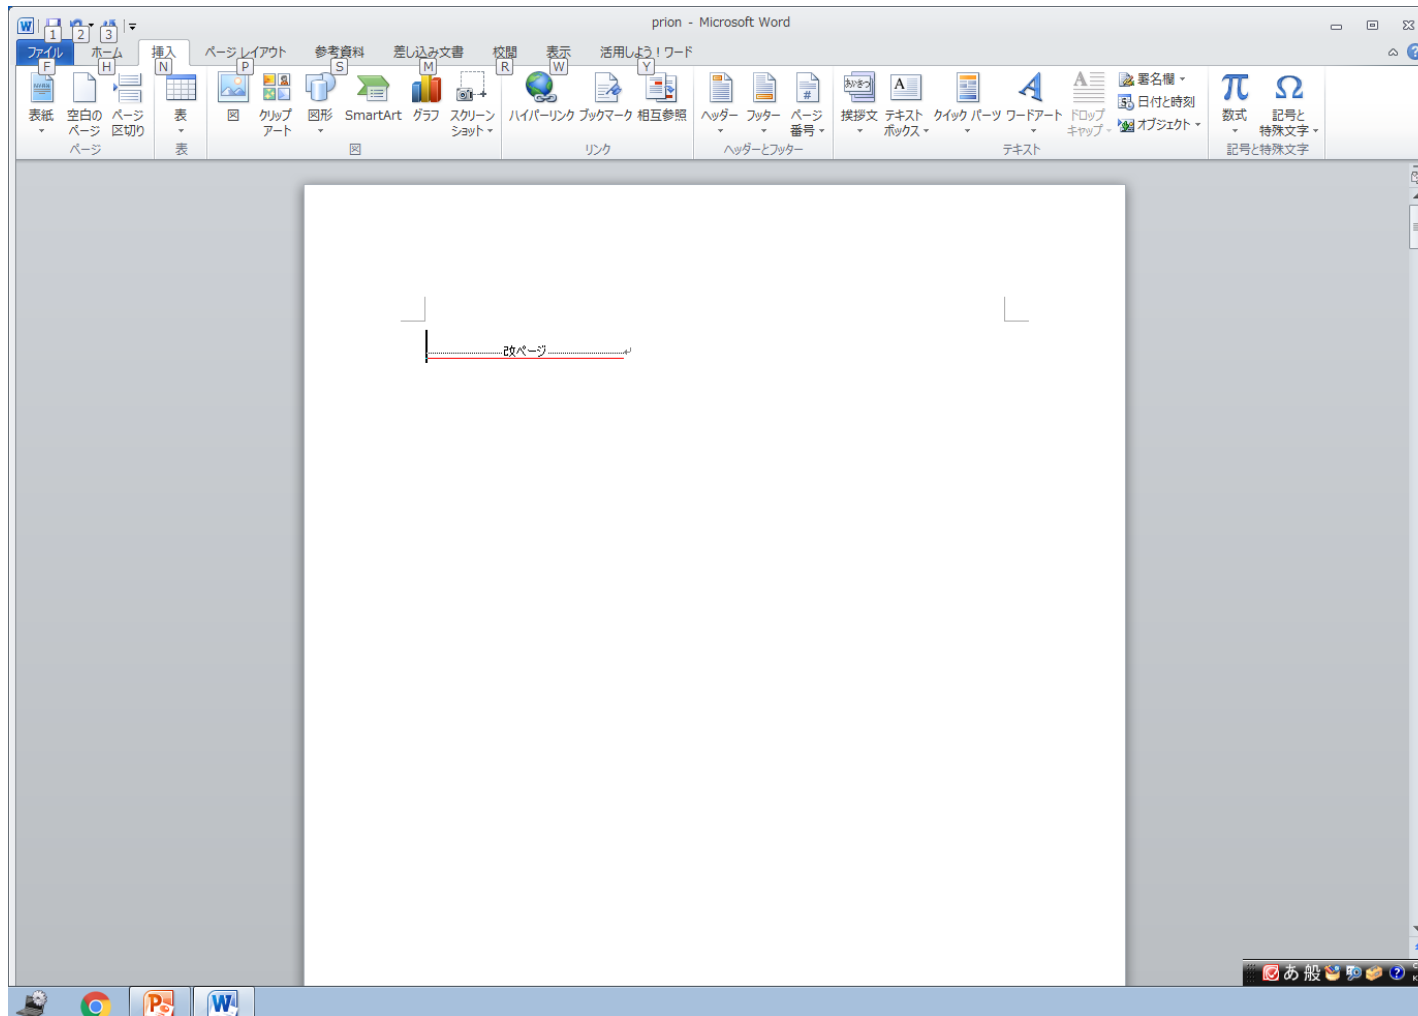 prion - Microsoft Word
1 2 3
ファイル ホーム 挿入 ページ レイアウト 参考資料 差し込み文書 校閲 表示 活用しよう！ワード
F H N P S M R W Y
表紙 空白の ページ 表 図 クリップ 図形 SmartArt グラフ スクリーン ハイパーリンク ブックマーク 相互参照 ヘッダー フッター ページ 挨拶文 テキスト クイック パーツ ワードアート ドロップ 署名欄 数式 記号と
ページ 区切り アート ショット 番号 ボックス キャップ 日付と時刻 特殊文字
オブジェクト
ページ 表 図 リンク ヘッダーとフッター テキスト 記号と特殊文字
改ページ
あ 般